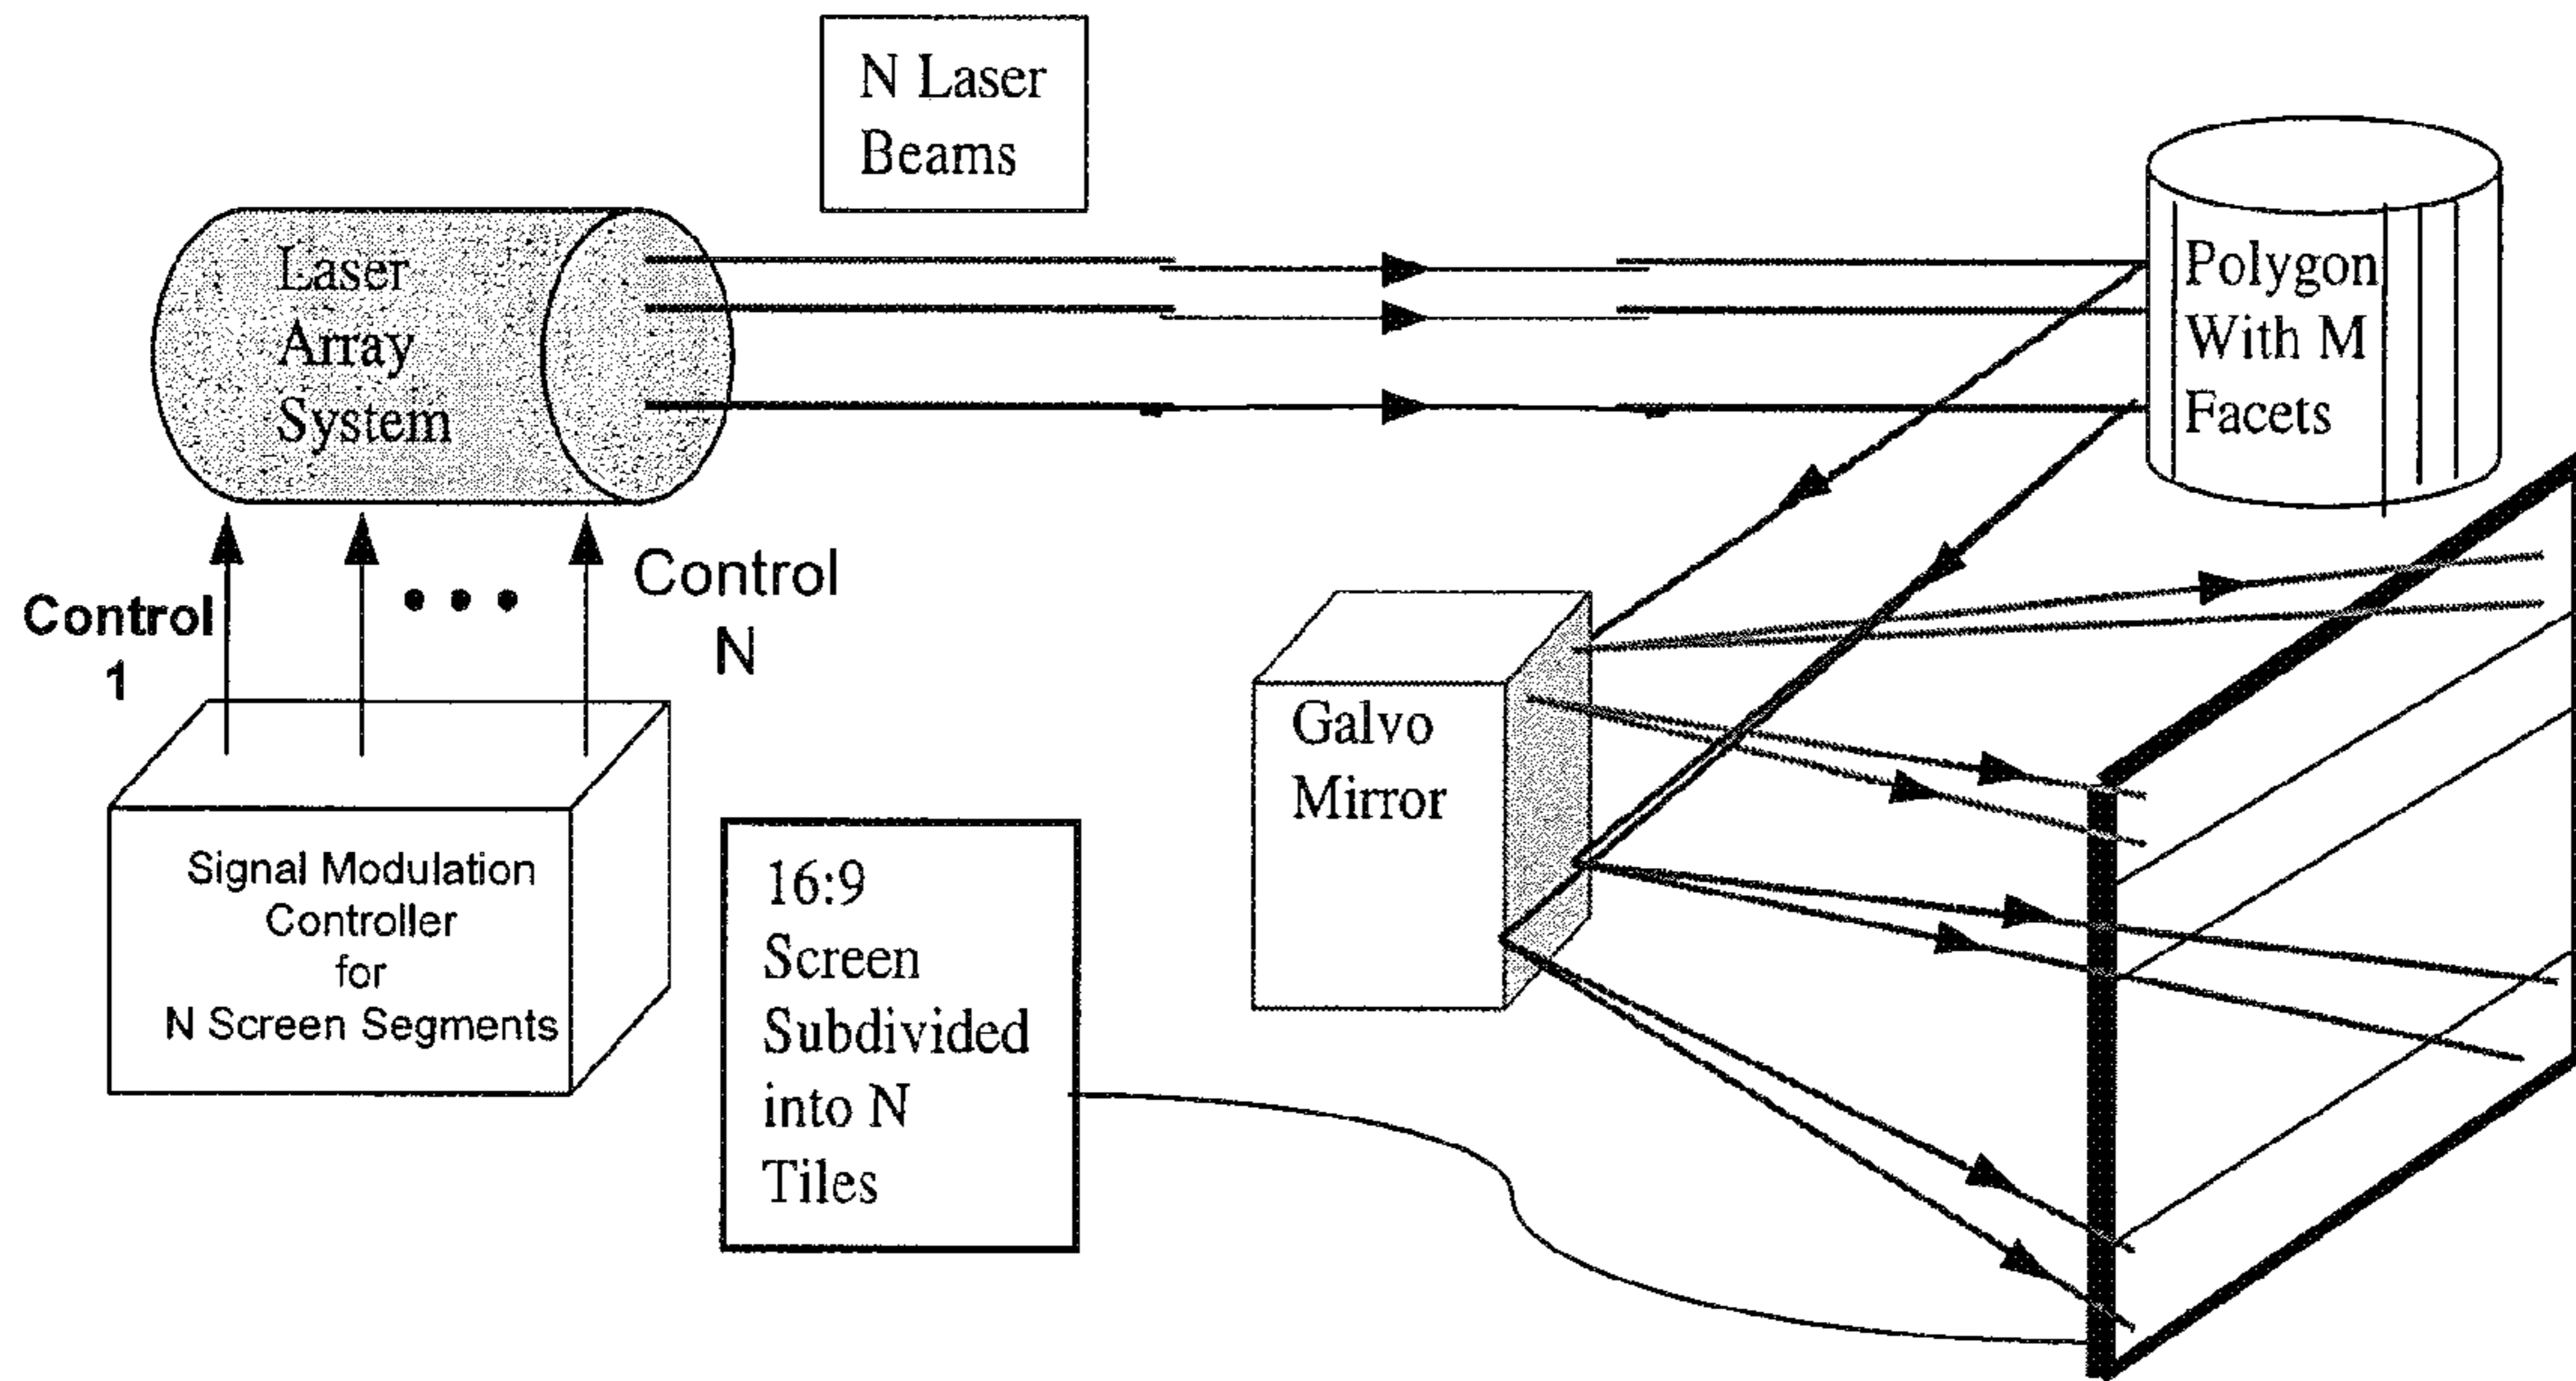 N Laser
Beams
Laser
Array
System
Polygon
With M
Facets
Control
1
Control
N
Galvo
Mirror
Signal Modulation
Controller
for
N Screen Segments
16:9
Screen
Subdivided
into N
Tiles